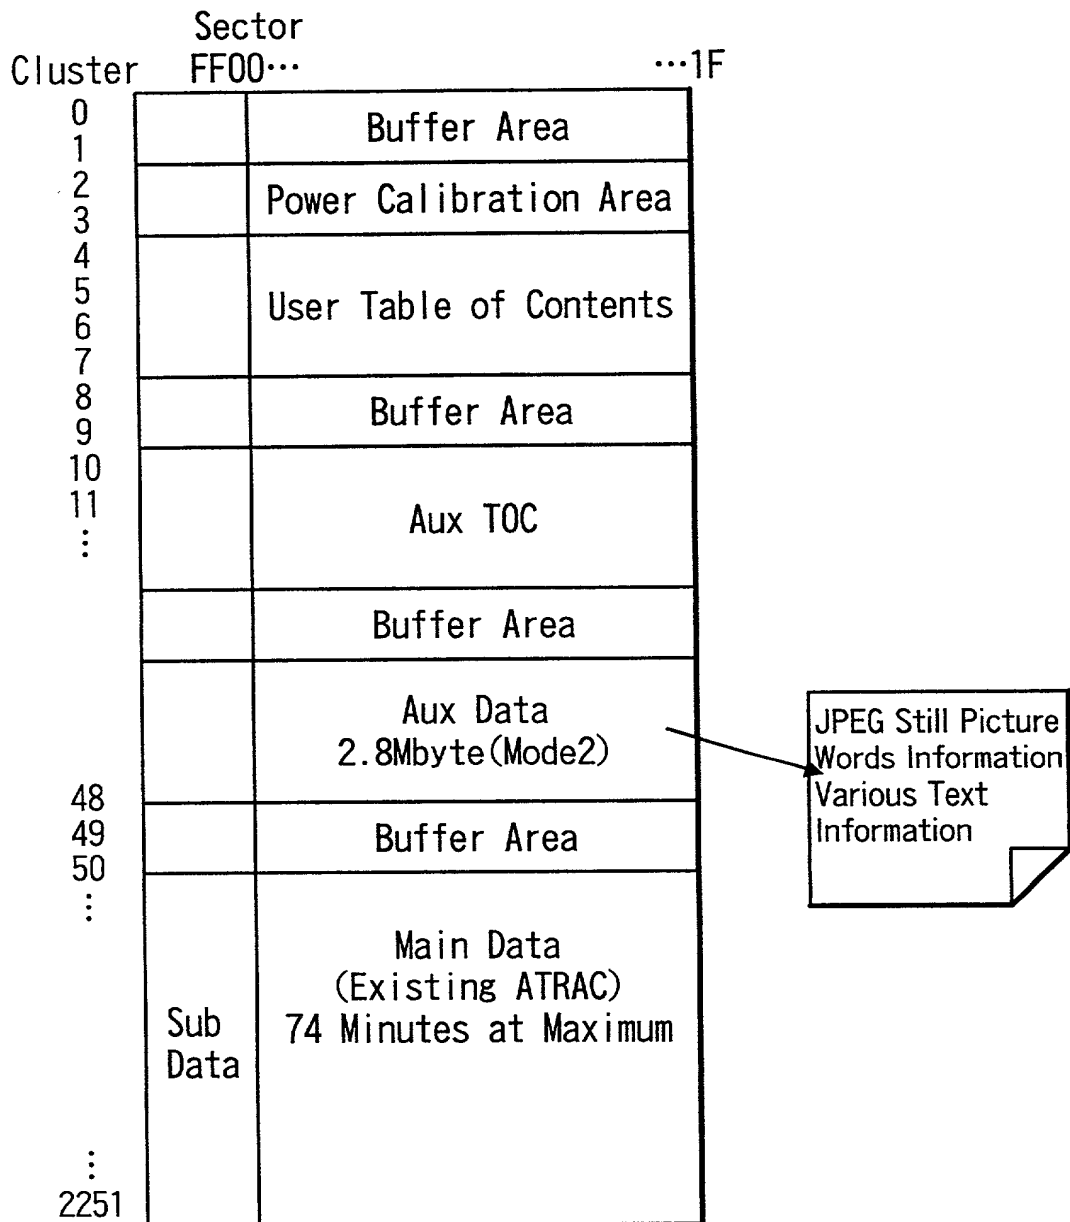 Sector
Cluster FF00··· ···1F
0
1
Buffer Area
2
3
Power Calibration Area
4
5
6
7
User Table of Contents
8
9
Buffer Area
10
11
⋮
Aux TOC
Buffer Area
Aux Data
2.8Mbyte(Mode2)
JPEG Still Picture
Words Information
Various Text
Information
48
49
50
Buffer Area
⋮
Main Data
(Existing ATRAC)
74 Minutes at Maximum
Sub
Data
⋮
2251